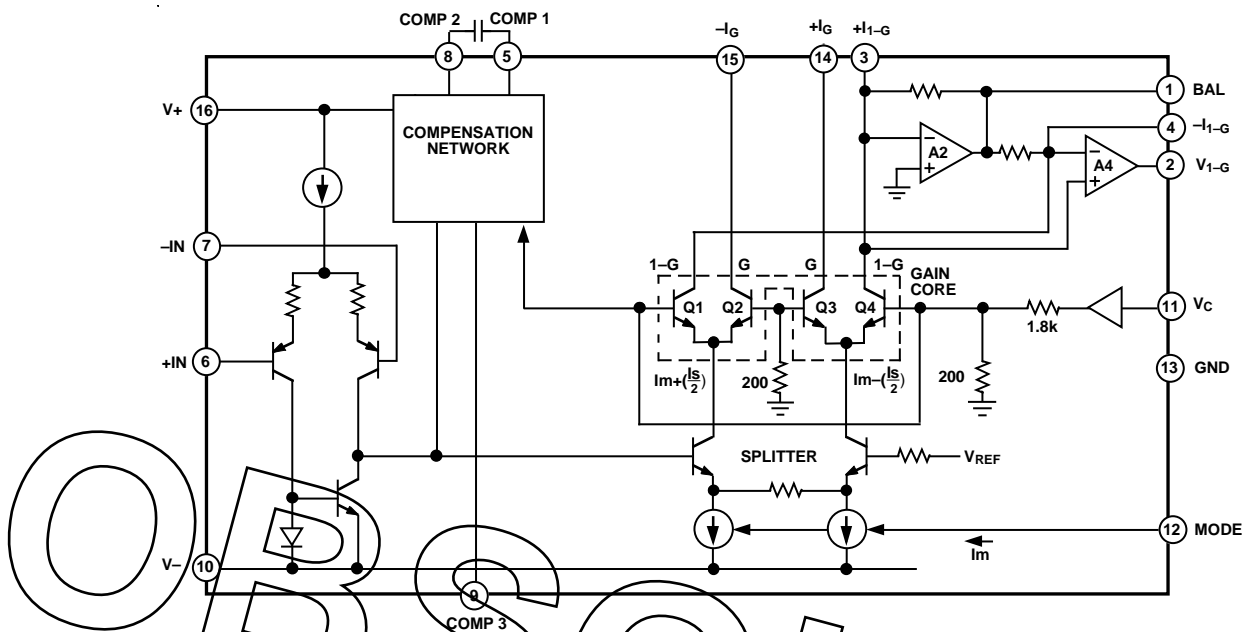 COMP 2 COMP 1
–IG +IG +I1–G
8 5 15 14 3
V+ 16
COMPENSATION
NETWORK
1 BAL
4 –I1–G
2 V1–G
A2 A4
– +
– +
–IN 7
1–G G G 1–G
GAIN
CORE
Q1 Q2 Q3 Q4
1.8k
11 VC
+IN 6
13 GND
Im+(Is/2) 200 Im–(Is/2) 200
SPLITTER
VREF
12 MODE
Im
V– 10
9
COMP 3
OBSO